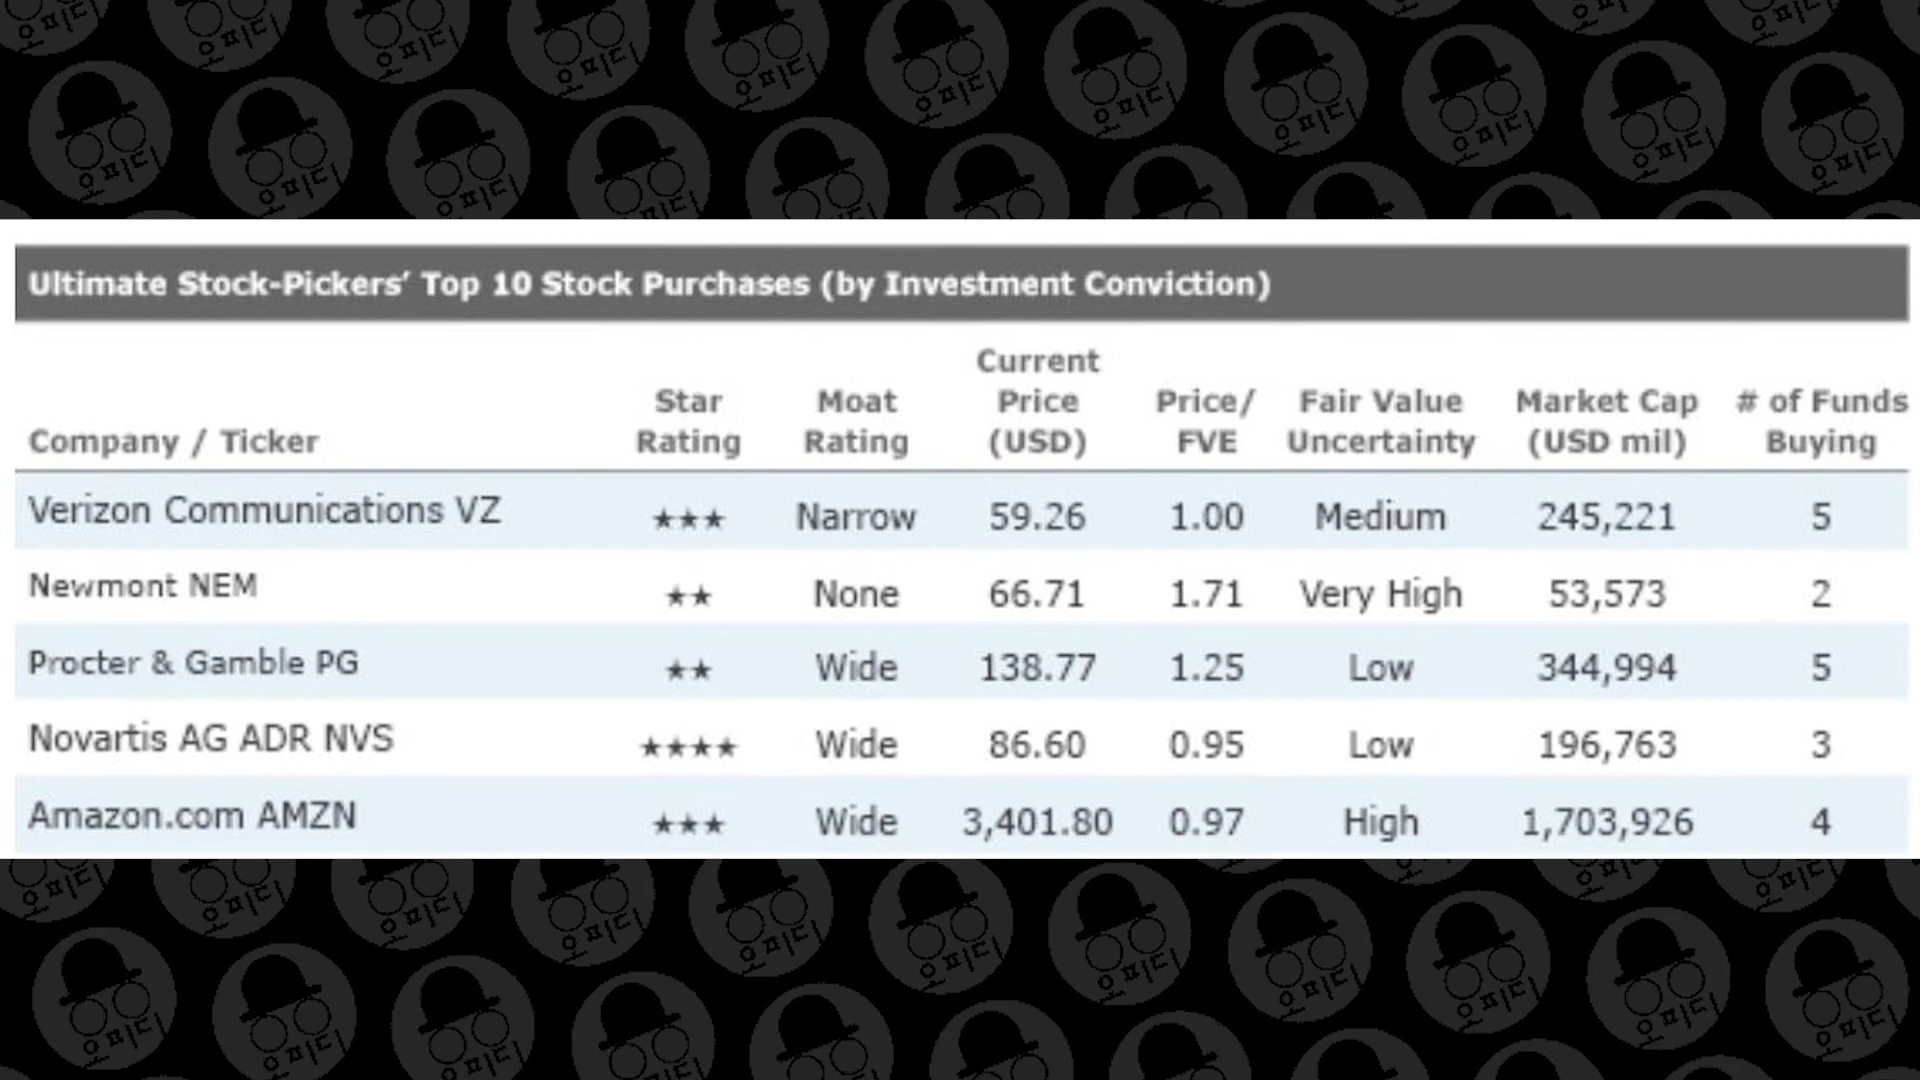 Ultimate Stock-Pickers' Top 10 Stock Purchases (by Investment Conviction)
Company / Ticker Star Rating Moat Rating Current Price (USD) Price/ FVE Fair Value Uncertainty Market Cap (USD mil) # of Funds Buying
Verizon Communications VZ ★★★ Narrow 59.26 1.00 Medium 245,221 5
Newmont NEM ★★ None 66.71 1.71 Very High 53,573 2
Procter & Gamble PG ★★ Wide 138.77 1.25 Low 344,994 5
Novartis AG ADR NVS ★★★★ Wide 86.60 0.95 Low 196,763 3
Amazon.com AMZN ★★★ Wide 3,401.80 0.97 High 1,703,926 4
오피디